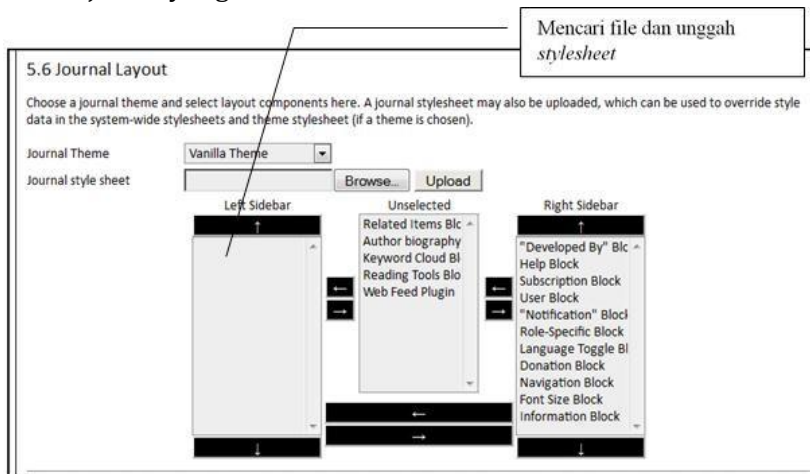 Mencari file dan unggah
stylesheet
5.6 Journal Layout
Choose a journal theme and select layout components here. A journal stylesheet may also be uploaded, which can be used to override style
data in the system-wide stylesheets and theme stylesheet (if a theme is chosen).
Journal Theme Vanilla Theme
Journal style sheet Browse... Upload
Left Sidebar Unselected Right Sidebar
↑ ↑
Related Items Blc
Author biography
Keyword Cloud Bl
Reading Tools Blo
Web Feed Plugin
←
→
←
→
"Developed By" Blc
Help Block
Subscription Block
User Block
"Notification" Block
Role-Specific Block
Language Toggle Bl
Donation Block
Navigation Block
Font Size Block
Information Block
←
→
↓ ↓